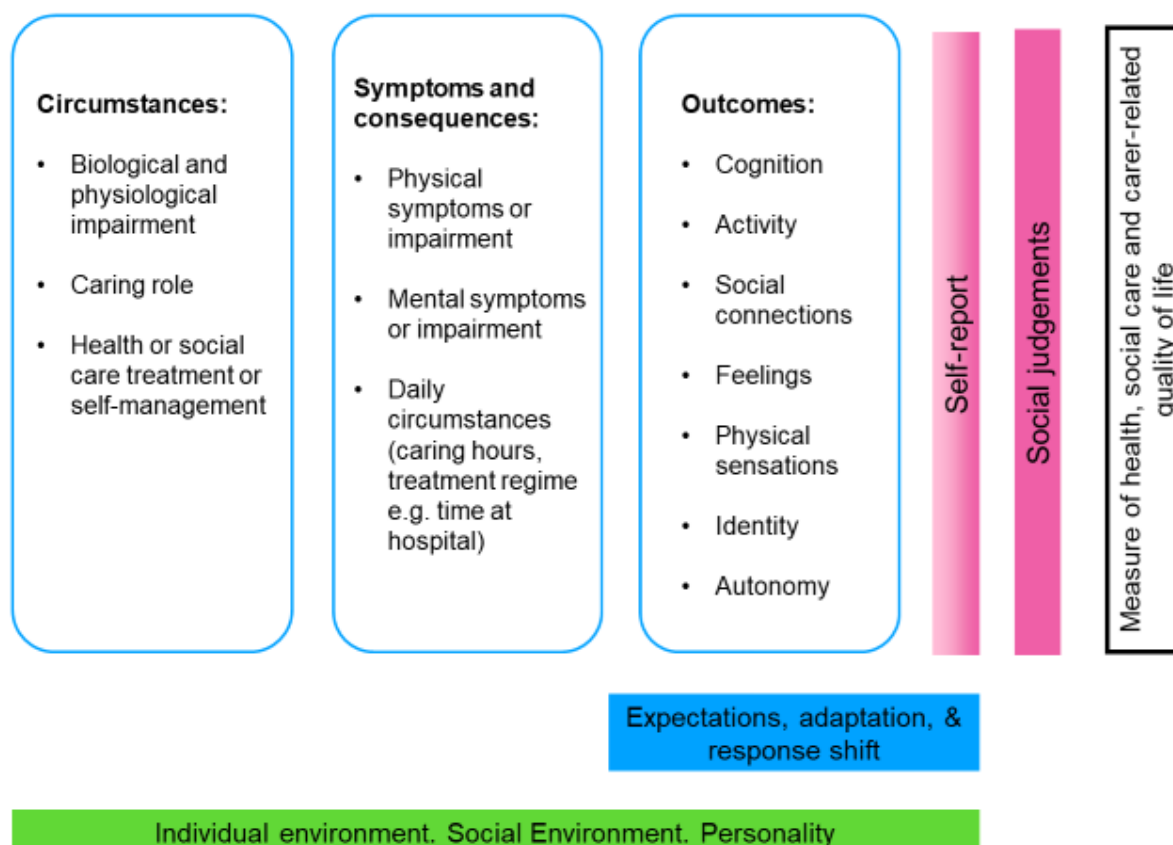 Circumstances:
• Biological and
physiological
impairment
• Caring role
• Health or social
care treatment or
self-management
Symptoms and
consequences:
• Physical
symptoms or
impairment
• Mental symptoms
or impairment
• Daily
circumstances
(caring hours,
treatment regime
e.g. time at
hospital)
Outcomes:
• Cognition
• Activity
• Social
connections
• Feelings
• Physical
sensations
• Identity
• Autonomy
Self-report
Social judgements
Measure of health, social care and carer-related
quality of life
Expectations, adaptation, &
response shift
Individual environment. Social Environment. Personality